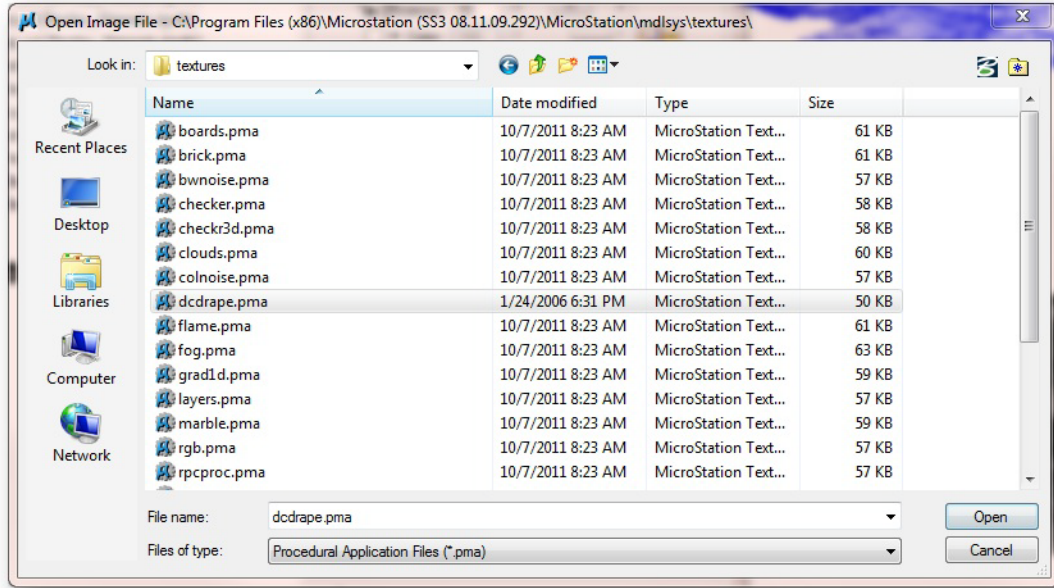 Open Image File - C:\Program Files (x86)\Microstation (SS3 08.11.09.292)\MicroStation\mdlsys\textures\
Look in: textures
Recent Places
Desktop
Libraries
Computer
Network
Name Date modified Type Size
boards.pma 10/7/2011 8:23 AM MicroStation Text... 61 KB
brick.pma 10/7/2011 8:23 AM MicroStation Text... 61 KB
bwnoise.pma 10/7/2011 8:23 AM MicroStation Text... 57 KB
checker.pma 10/7/2011 8:23 AM MicroStation Text... 58 KB
checkr3d.pma 10/7/2011 8:23 AM MicroStation Text... 58 KB
clouds.pma 10/7/2011 8:23 AM MicroStation Text... 60 KB
colnoise.pma 10/7/2011 8:23 AM MicroStation Text... 57 KB
dcdrape.pma 1/24/2006 6:31 PM MicroStation Text... 50 KB
flame.pma 10/7/2011 8:23 AM MicroStation Text... 61 KB
fog.pma 10/7/2011 8:23 AM MicroStation Text... 63 KB
grad1d.pma 10/7/2011 8:23 AM MicroStation Text... 59 KB
layers.pma 10/7/2011 8:23 AM MicroStation Text... 57 KB
marble.pma 10/7/2011 8:23 AM MicroStation Text... 59 KB
rgb.pma 10/7/2011 8:23 AM MicroStation Text... 57 KB
rpcproc.pma 10/7/2011 8:23 AM MicroStation Text... 57 KB
File name: dcdrape.pma Open
Files of type: Procedural Application Files (*.pma) Cancel